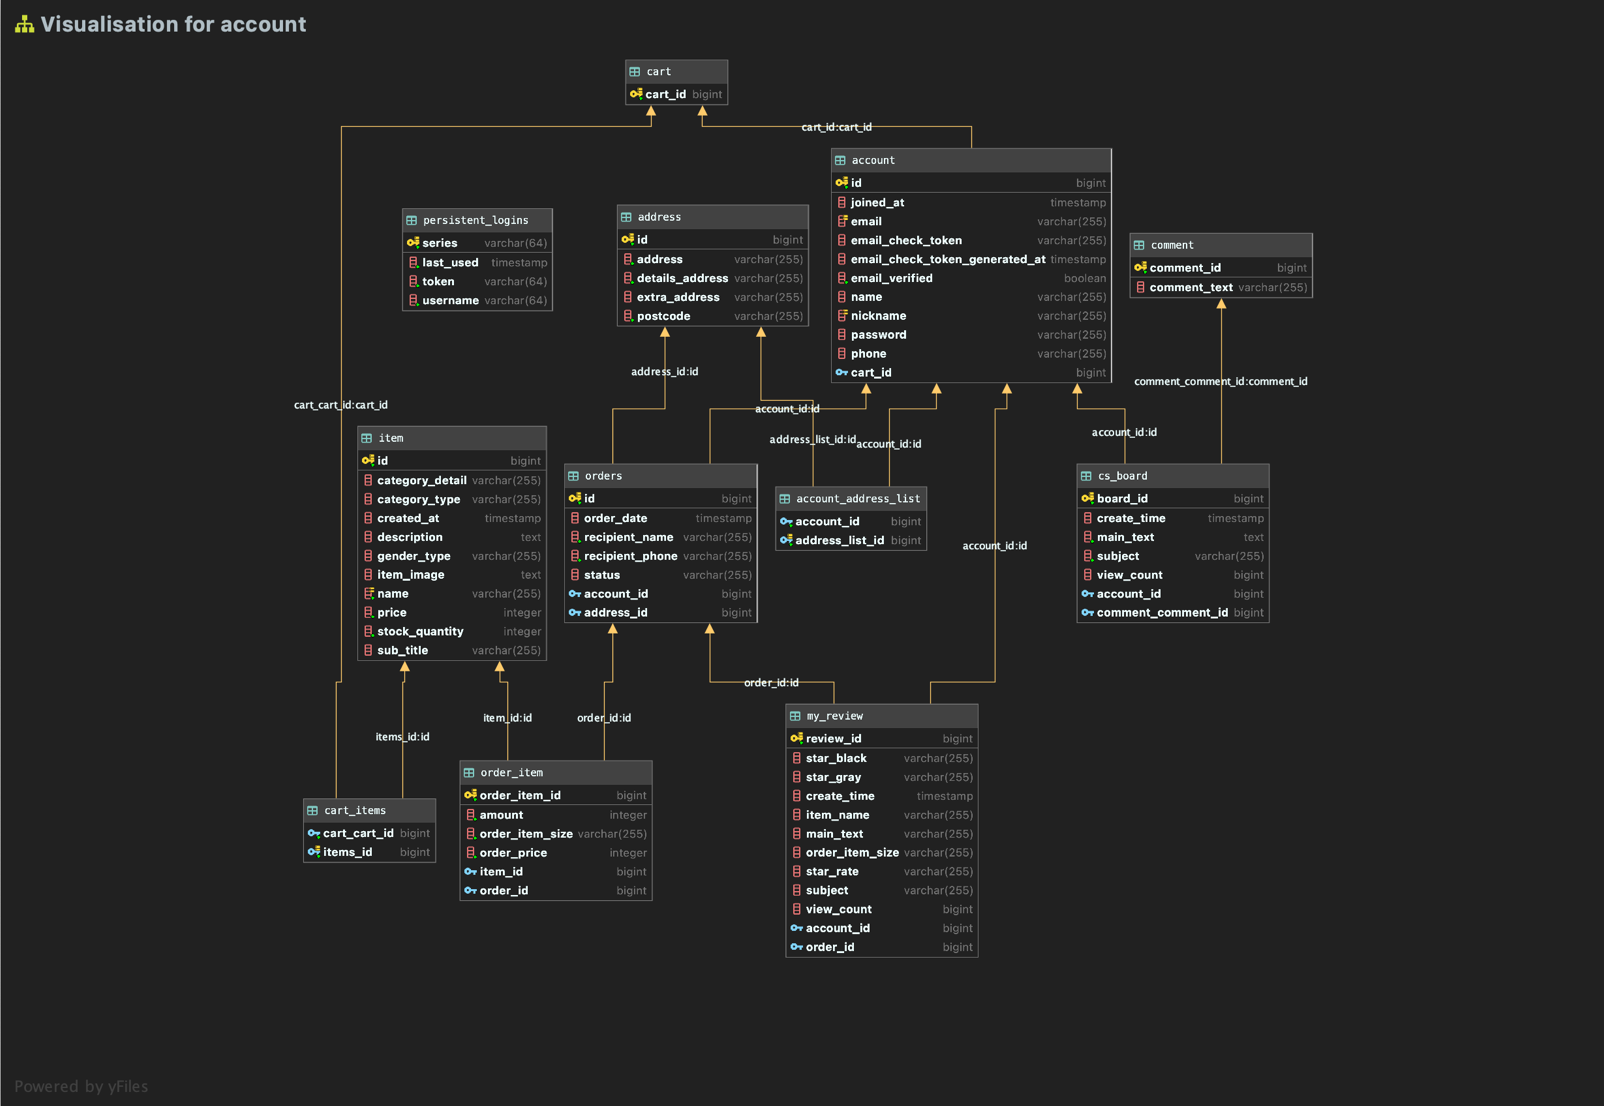 Visualisation for account
cart
cart_id bigint
cart_id:cart_id
account
id bigint
joined_at timestamp
email varchar(255)
email_check_token varchar(255)
email_check_token_generated_at timestamp
email_verified boolean
name varchar(255)
nickname varchar(255)
password varchar(255)
phone varchar(255)
cart_id bigint
persistent_logins
series varchar(64)
last_used timestamp
token varchar(64)
username varchar(64)
address
id bigint
address varchar(255)
details_address varchar(255)
extra_address varchar(255)
postcode varchar(255)
comment
comment_id bigint
comment_text varchar(255)
address_id:id
comment_comment_id:comment_id
cart_cart_id:cart_id
account_id:id
address_list_id:id
account_id:id
account_id:id
item
id bigint
category_detail varchar(255)
category_type varchar(255)
created_at timestamp
description text
gender_type varchar(255)
item_image text
name varchar(255)
price integer
stock_quantity integer
sub_title varchar(255)
orders
id bigint
order_date timestamp
recipient_name varchar(255)
recipient_phone varchar(255)
status varchar(255)
account_id bigint
address_id bigint
account_address_list
account_id bigint
address_list_id bigint
cs_board
board_id bigint
create_time timestamp
main_text text
subject varchar(255)
view_count bigint
account_id bigint
comment_comment_id bigint
account_id:id
order_id:id
item_id:id
order_id:id
items_id:id
my_review
review_id bigint
star_black varchar(255)
star_gray varchar(255)
create_time timestamp
item_name varchar(255)
main_text varchar(255)
order_item_size varchar(255)
star_rate varchar(255)
subject varchar(255)
view_count bigint
account_id bigint
order_id bigint
order_item
order_item_id bigint
amount integer
order_item_size varchar(255)
order_price integer
item_id bigint
order_id bigint
cart_items
cart_cart_id bigint
items_id bigint
Powered by yFiles